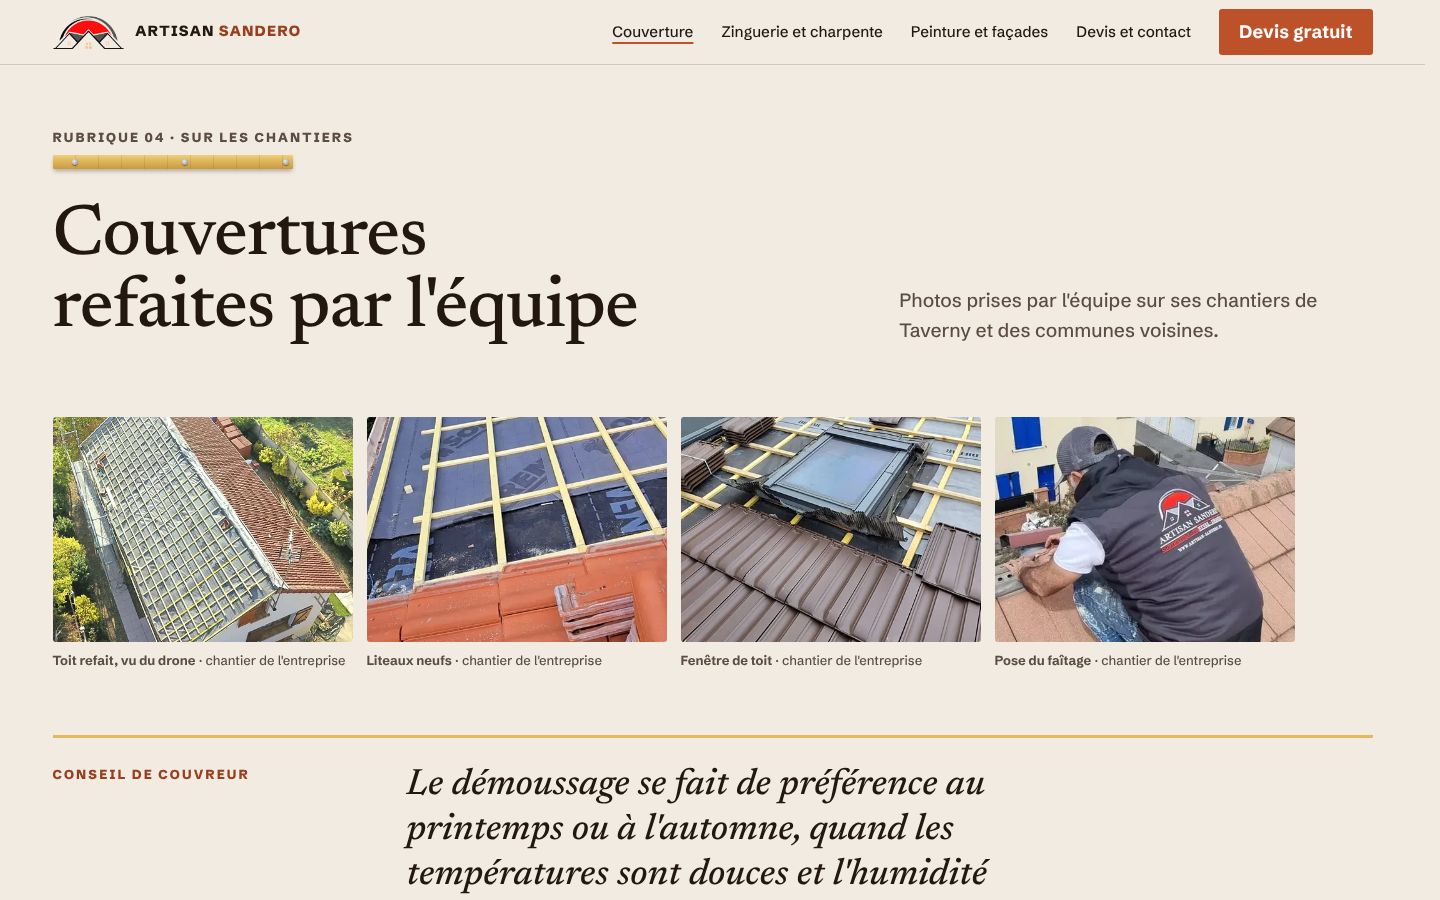 ARTISAN SANDERO
Couverture
Zinguerie et charpente
Peinture et façades
Devis et contact
Devis gratuit
RUBRIQUE 04 · SUR LES CHANTIERS
Couvertures
refaites par l'équipe
Photos prises par l'équipe sur ses chantiers de
Taverny et des communes voisines.
Toit refait, vu du drone · chantier de l'entreprise
Liteaux neufs · chantier de l'entreprise
Fenêtre de toit · chantier de l'entreprise
ARTISAN SANDERO
Pose du faîtage · chantier de l'entreprise
CONSEIL DE COUVREUR
Le démoussage se fait de préférence au
printemps ou à l'automne, quand les
températures sont douces et l'humidité